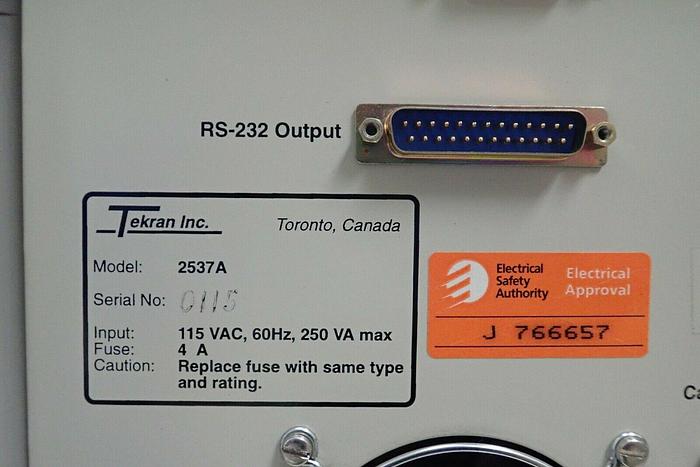 RS-232 Output
Tekran Inc.
Toronto, Canada
Model: 2537A
Serial No: 0115
Input: 115 VAC, 60Hz, 250 VA max
Fuse: 4 A
Caution: Replace fuse with same type
and rating.
Electrical
Safety
Authority
Electrical
Approval
J 766657